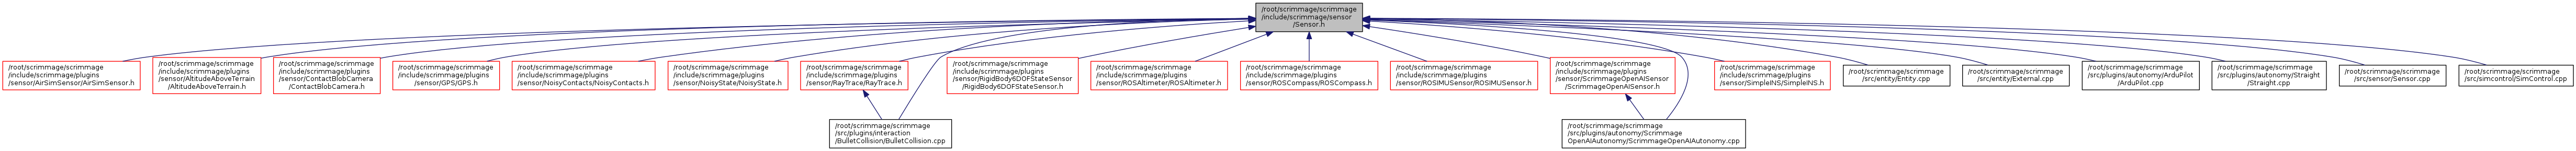 /root/scrimmage/scrimmage
/include/scrimmage/sensor
/Sensor.h
/root/scrimmage/scrimmage
/include/scrimmage/plugins
/sensor/AirSimSensor/AirSimSensor.h
/root/scrimmage/scrimmage
/include/scrimmage/plugins
/sensor/AltitudeAboveTerrain
/AltitudeAboveTerrain.h
/root/scrimmage/scrimmage
/include/scrimmage/plugins
/sensor/ContactBlobCamera
/ContactBlobCamera.h
/root/scrimmage/scrimmage
/include/scrimmage/plugins
/sensor/GPS/GPS.h
/root/scrimmage/scrimmage
/include/scrimmage/plugins
/sensor/NoisyContacts/NoisyContacts.h
/root/scrimmage/scrimmage
/include/scrimmage/plugins
/sensor/NoisyState/NoisyState.h
/root/scrimmage/scrimmage
/include/scrimmage/plugins
/sensor/RayTrace/RayTrace.h
/root/scrimmage/scrimmage
/include/scrimmage/plugins
/sensor/RigidBody6DOFStateSensor
/RigidBody6DOFStateSensor.h
/root/scrimmage/scrimmage
/include/scrimmage/plugins
/sensor/ROSAltimeter/ROSAltimeter.h
/root/scrimmage/scrimmage
/include/scrimmage/plugins
/sensor/ROSCompass/ROSCompass.h
/root/scrimmage/scrimmage
/include/scrimmage/plugins
/sensor/ROSIMUSensor/ROSIMUSensor.h
/root/scrimmage/scrimmage
/include/scrimmage/plugins
/sensor/ScrimmageOpenAISensor
/ScrimmageOpenAISensor.h
/root/scrimmage/scrimmage
/include/scrimmage/plugins
/sensor/SimpleINS/SimpleINS.h
/root/scrimmage/scrimmage
/src/entity/Entity.cpp
/root/scrimmage/scrimmage
/src/entity/External.cpp
/root/scrimmage/scrimmage
/src/plugins/autonomy/ArduPilot
/ArduPilot.cpp
/root/scrimmage/scrimmage
/src/plugins/autonomy/Straight
/Straight.cpp
/root/scrimmage/scrimmage
/src/sensor/Sensor.cpp
/root/scrimmage/scrimmage
/src/simcontrol/SimControl.cpp
/root/scrimmage/scrimmage
/src/plugins/interaction
/BulletCollision/BulletCollision.cpp
/root/scrimmage/scrimmage
/src/plugins/autonomy/Scrimmage
OpenAIAutonomy/ScrimmageOpenAIAutonomy.cpp